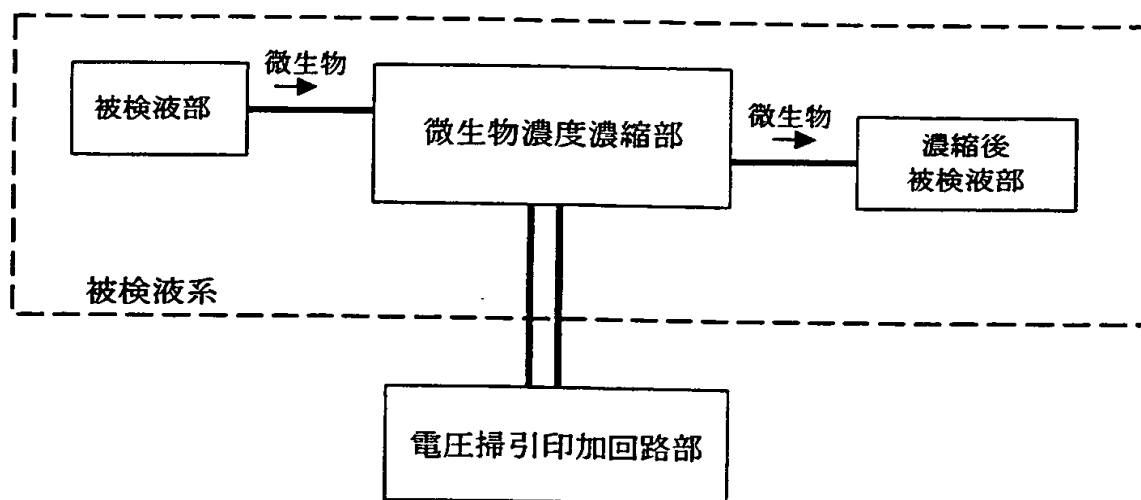 微生物
被検液部
微生物濃度濃縮部
微生物
濃縮後
被検液部
被検液系
電圧掃引印加回路部